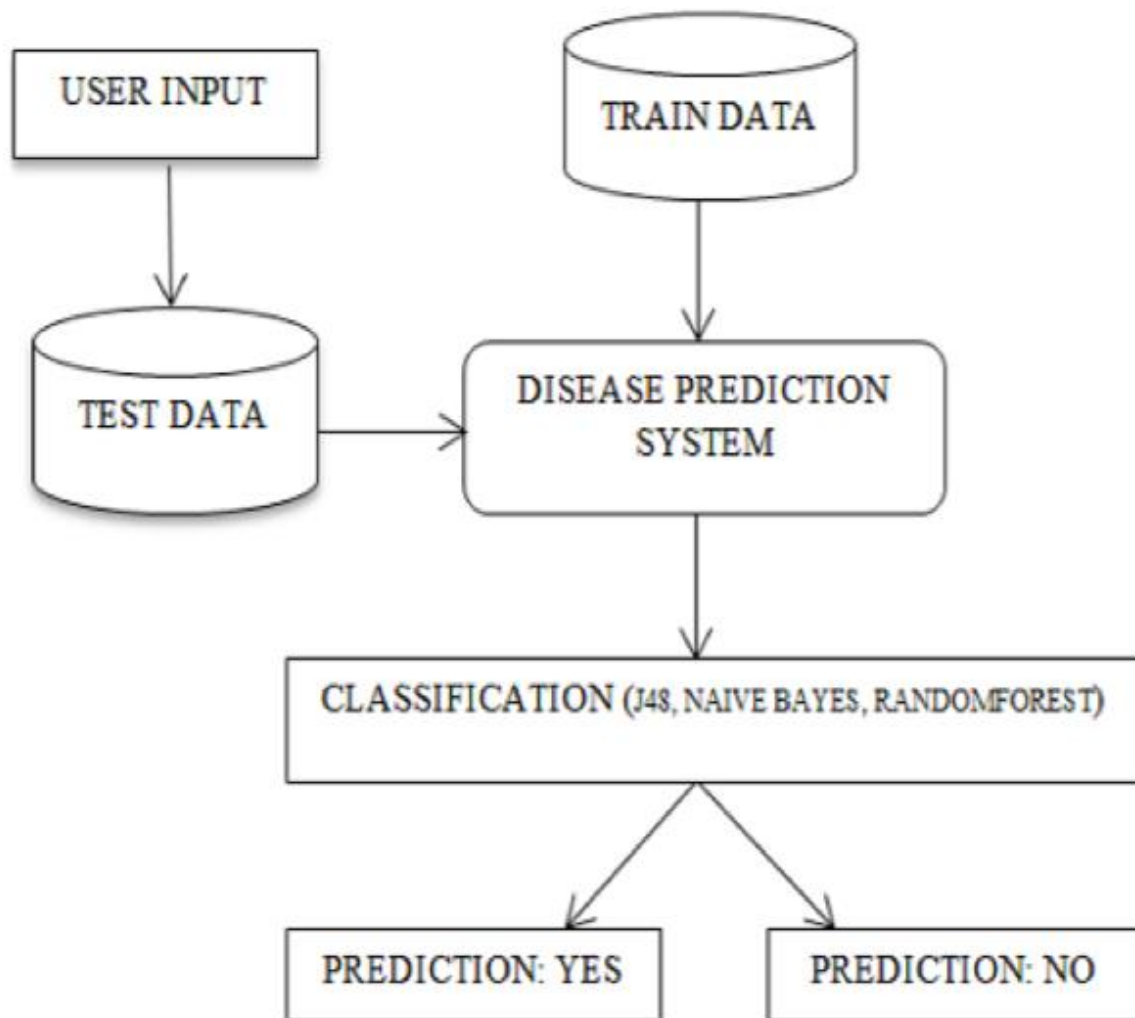 USER INPUT
TRAIN DATA
TEST DATA
DISEASE PREDICTION
SYSTEM
CLASSIFICATION (J48, NAIVE BAYES, RANDOMFOREST)
PREDICTION: YES
PREDICTION: NO